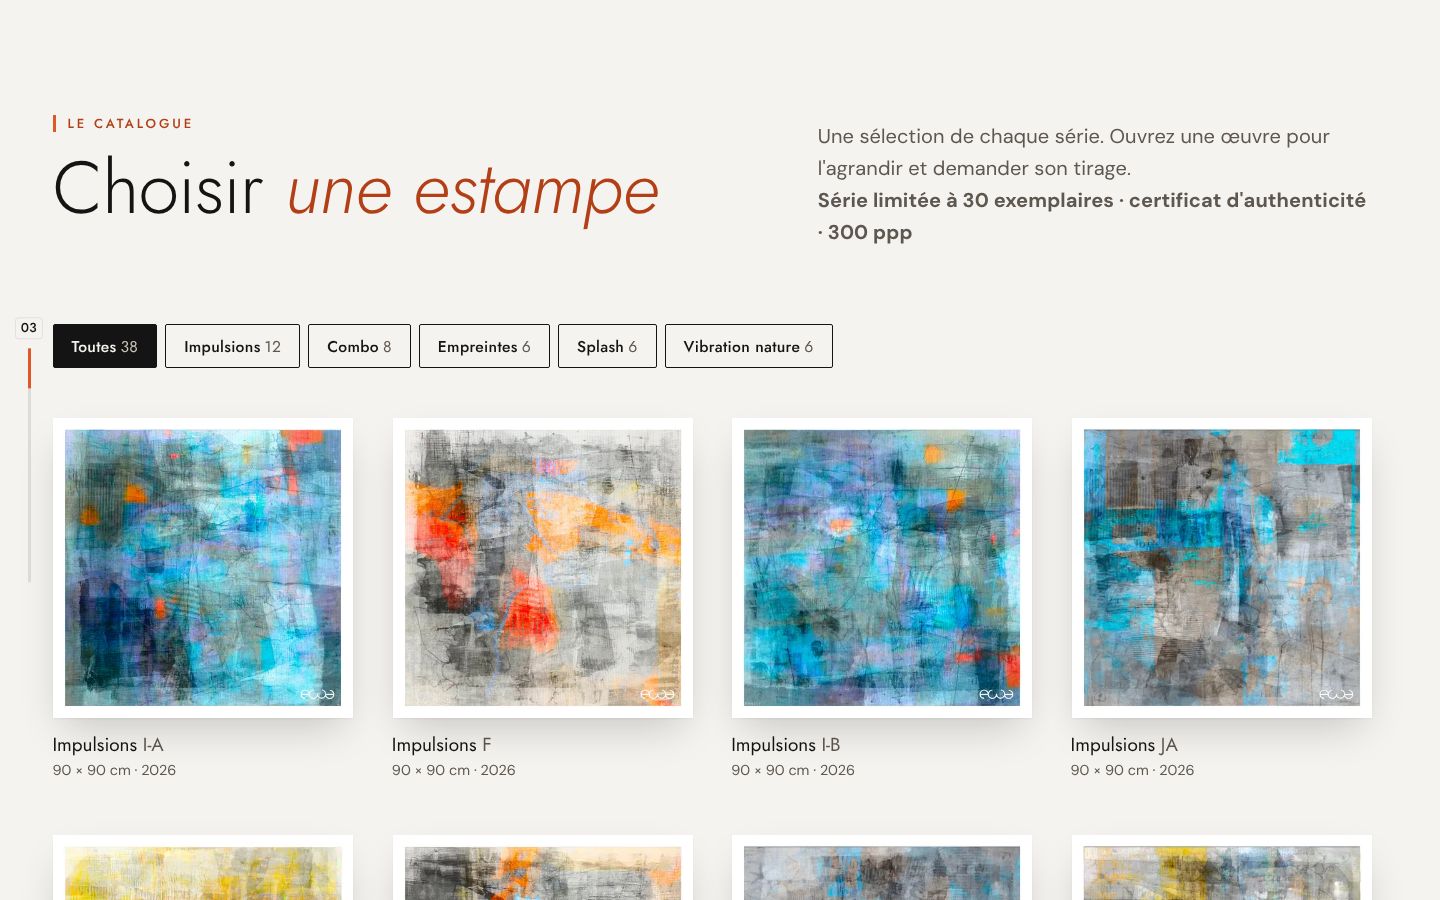 LE CATALOGUE
Choisir une estampe
Une sélection de chaque série. Ouvrez une œuvre pour
l'agrandir et demander son tirage.
Série limitée à 30 exemplaires · certificat d'authenticité
· 300 ppp
03
Toutes 38
Impulsions 12
Combo 8
Empreintes 6
Splash 6
Vibration nature 6
Impulsions I-A
90 × 90 cm · 2026
Impulsions F
90 × 90 cm · 2026
Impulsions I-B
90 × 90 cm · 2026
Impulsions JA
90 × 90 cm · 2026